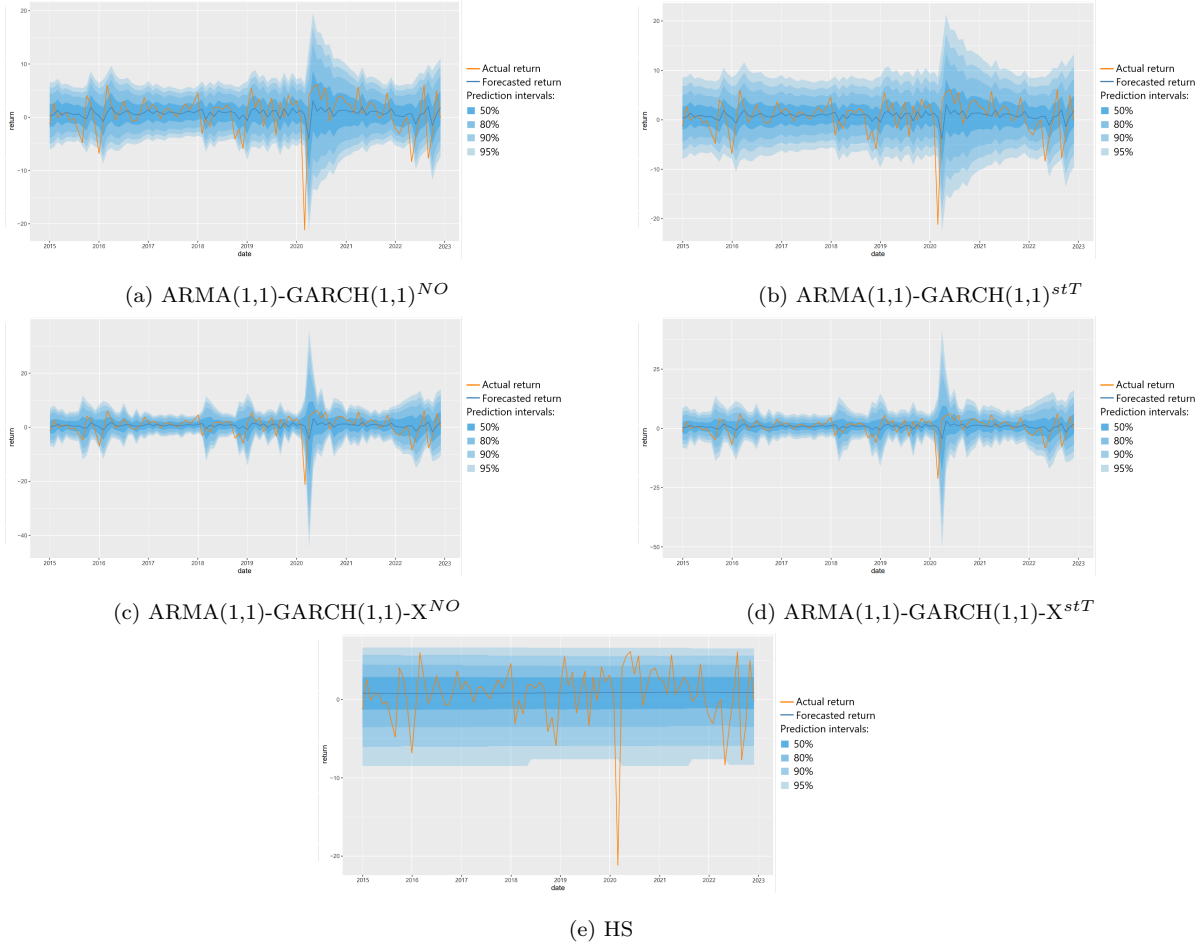 20
10
0
−10
−20
return
2015 2016 2017 2018 2019 2020 2021 2022 2023
date
Actual return
Forecasted return
Prediction intervals:
50%
80%
90%
95%
(a) ARMA(1,1)-GARCH(1,1)^NO
20
10
0
−10
−20
return
2015 2016 2017 2018 2019 2020 2021 2022 2023
date
Actual return
Forecasted return
Prediction intervals:
50%
80%
90%
95%
(b) ARMA(1,1)-GARCH(1,1)^stT
20
0
−20
−40
return
2015 2016 2017 2018 2019 2020 2021 2022 2023
date
Actual return
Forecasted return
Prediction intervals:
50%
80%
90%
95%
(c) ARMA(1,1)-GARCH(1,1)-X^NO
25
0
−25
−50
return
2015 2016 2017 2018 2019 2020 2021 2022 2023
date
Actual return
Forecasted return
Prediction intervals:
50%
80%
90%
95%
(d) ARMA(1,1)-GARCH(1,1)-X^stT
0
−10
−20
return
2015 2016 2017 2018 2019 2020 2021 2022 2023
date
Actual return
Forecasted return
Prediction intervals:
50%
80%
90%
95%
(e) HS